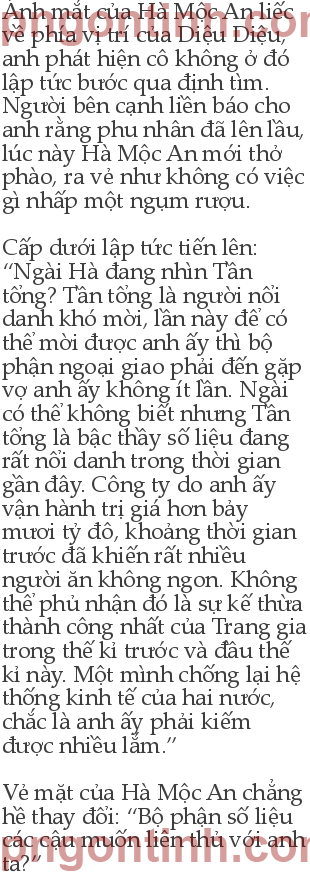 Ánh mắt của Hà Mộc An liếc
về phía vị trí của Diệu Diệu,
anh phát hiện cô không ở đó
lập tức bước qua định tìm.
Người bên cạnh liền báo cho
anh rằng phu nhân đã lên lầu,
lúc này Hà Mộc An mới thở
phào, ra vẻ như không có việc
gì nhấp một ngụm rượu.
Cấp dưới lập tức tiến lên:
“Ngài Hà đang nhìn Tần
tổng? Tần tổng là người nổi
danh khó mời, lần này để có
thể mời được anh ấy thì bộ
phận ngoại giao phải đến gặp
vợ anh ấy không ít lần. Ngài
có thể không biết nhưng Tần
tổng là bậc thầy số liệu đang
rất nổi danh trong thời gian
gần đây. Công ty do anh ấy
vận hành trị giá hơn bảy
mươi tỷ đô, khoảng thời gian
trước đã khiến rất nhiều
người ăn không ngon. Không
thể phủ nhận đó là sự kế thừa
thành công nhất của Trang gia
trong thế kỉ trước và đầu thế
kỉ này. Một mình chống lại hệ
thống kinh tế của hai nước,
chắc là anh ấy phải kiếm
được nhiều lắm.”
Vẻ mặt của Hà Mộc An chẳng
hề thay đổi: “Bộ phận số liệu
các cậu muốn liên thủ với anh
ta?”
pngontinh.com
pngontinh.com